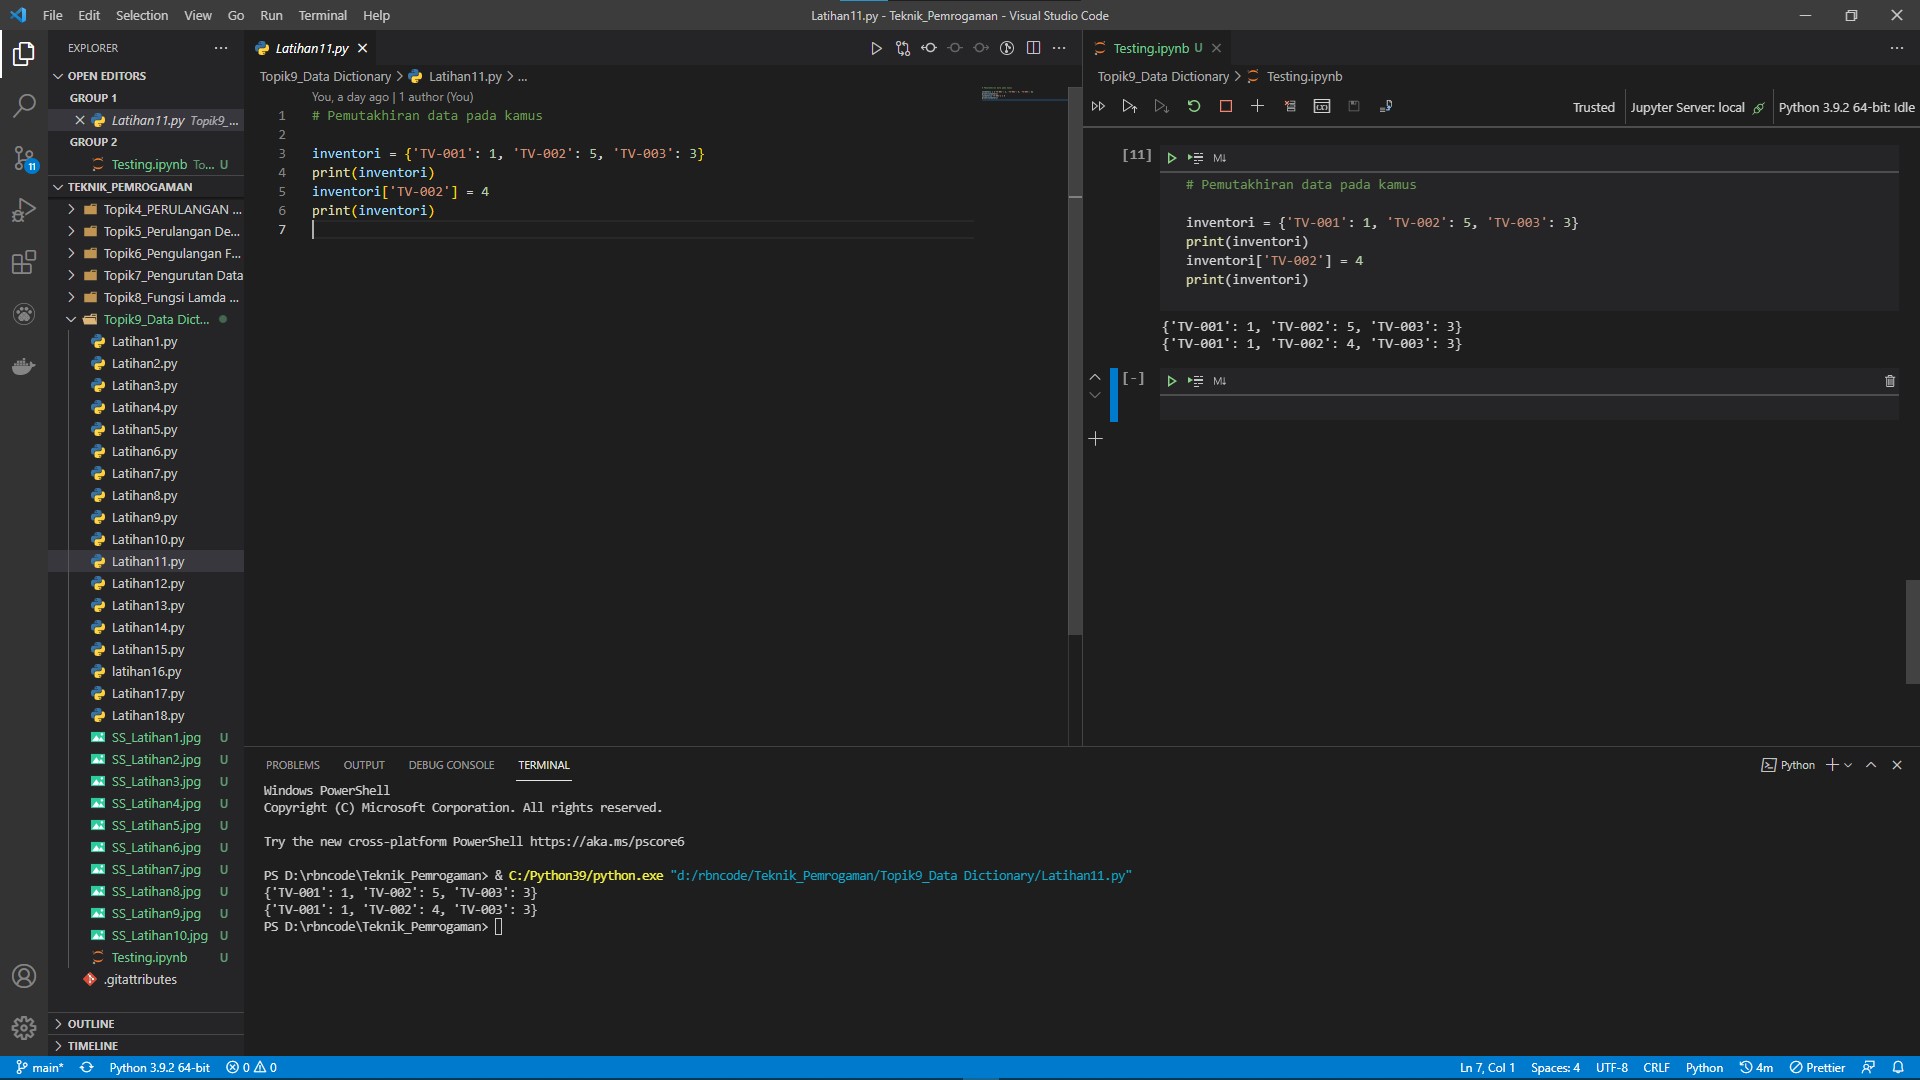 File Edit Selection View Go Run Terminal Help
Latihan11.py - Teknik_Pemrogaman - Visual Studio Code
EXPLORER
OPEN EDITORS
GROUP 1
Latihan11.py Topik9_...
GROUP 2
Testing.ipynb To... U
TEKNIK_PEMROGAMAN
Topik4_PERULANGAN ...
Topik5_Perulangan De...
Topik6_Pengulangan F...
Topik7_Pengurutan Data
Topik8_Fungsi Lamda ...
Topik9_Data Dict...
Latihan1.py
Latihan2.py
Latihan3.py
Latihan4.py
Latihan5.py
Latihan6.py
Latihan7.py
Latihan8.py
Latihan9.py
Latihan10.py
Latihan11.py
Latihan12.py
Latihan13.py
Latihan14.py
Latihan15.py
latihan16.py
Latihan17.py
Latihan18.py
SS_Latihan1.jpg U
SS_Latihan2.jpg U
SS_Latihan3.jpg U
SS_Latihan4.jpg U
SS_Latihan5.jpg U
SS_Latihan6.jpg U
SS_Latihan7.jpg U
SS_Latihan8.jpg U
SS_Latihan9.jpg U
SS_Latihan10.jpg U
Testing.ipynb U
.gitattributes
OUTLINE
TIMELINE
11
Latihan11.py
Topik9_Data Dictionary > Latihan11.py > ...
You, a day ago | 1 author (You)
1 # Pemutakhiran data pada kamus
2
3 inventori = {'TV-001': 1, 'TV-002': 5, 'TV-003': 3}
4 print(inventori)
5 inventori['TV-002'] = 4
6 print(inventori)
7
Testing.ipynb U
Topik9_Data Dictionary > Testing.ipynb
Trusted Jupyter Server: local Python 3.9.2 64-bit: Idle
[11] M↓
# Pemutakhiran data pada kamus
inventori = {'TV-001': 1, 'TV-002': 5, 'TV-003': 3}
print(inventori)
inventori['TV-002'] = 4
print(inventori)
{'TV-001': 1, 'TV-002': 5, 'TV-003': 3}
{'TV-001': 1, 'TV-002': 4, 'TV-003': 3}
[-] M↓
PROBLEMS OUTPUT DEBUG CONSOLE TERMINAL
Python
Windows PowerShell
Copyright (C) Microsoft Corporation. All rights reserved.
Try the new cross-platform PowerShell https://aka.ms/pscore6
PS D:\rbncode\Teknik_Pemrogaman> & C:/Python39/python.exe "d:/rbncode/Teknik_Pemrogaman/Topik9_Data Dictionary/Latihan11.py"
{'TV-001': 1, 'TV-002': 5, 'TV-003': 3}
{'TV-001': 1, 'TV-002': 4, 'TV-003': 3}
PS D:\rbncode\Teknik_Pemrogaman>
main* Python 3.9.2 64-bit 0 0
Ln 7, Col 1 Spaces: 4 UTF-8 CRLF Python 4m Prettier